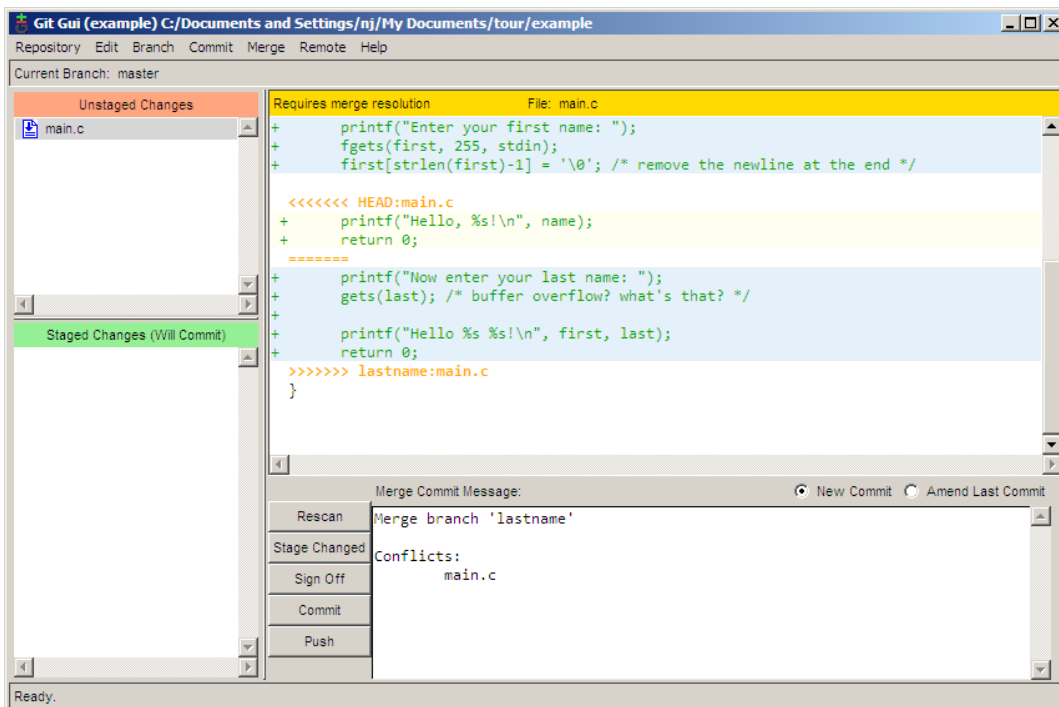 Git Gui (example) C:/Documents and Settings/nj/My Documents/tour/example
Repository Edit Branch Commit Merge Remote Help
Current Branch: master
Unstaged Changes
main.c
Staged Changes (Will Commit)
Requires merge resolution File: main.c
+ printf("Enter your first name: ");
+ fgets(first, 255, stdin);
+ first[strlen(first)-1] = '\0'; /* remove the newline at the end */
<<<<<<< HEAD:main.c
+ printf("Hello, %s!\n", name);
+ return 0;
=======
+ printf("Now enter your last name: ");
+ gets(last); /* buffer overflow? what's that? */
+
+ printf("Hello %s %s!\n", first, last);
+ return 0;
>>>>>>> lastname:main.c
}
Merge Commit Message:
New Commit
Amend Last Commit
Rescan
Stage Changed
Sign Off
Commit
Push
Merge branch 'lastname'
Conflicts:
main.c
Ready.